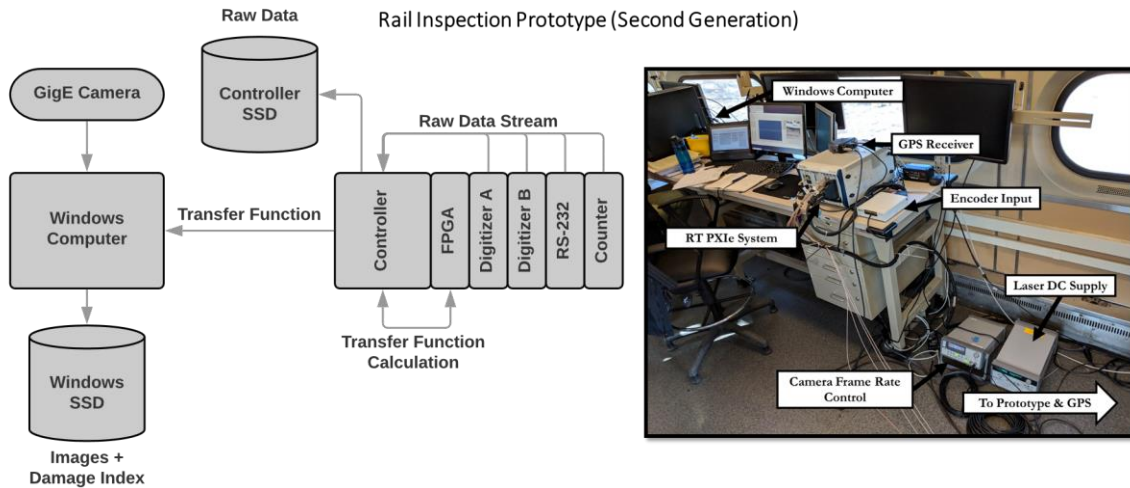 Rail Inspection Prototype (Second Generation)
Raw Data
Controller
SSD
GigE Camera
Raw Data Stream
Windows
Computer
Transfer Function
Controller
FPGA
Digitizer A
Digitizer B
RS-232
Counter
Transfer Function
Calculation
Windows
SSD
Images +
Damage Index
Windows Computer
GPS Receiver
Encoder Input
RT PXIe System
Laser DC Supply
Camera Frame Rate
Control
To Prototype & GPS